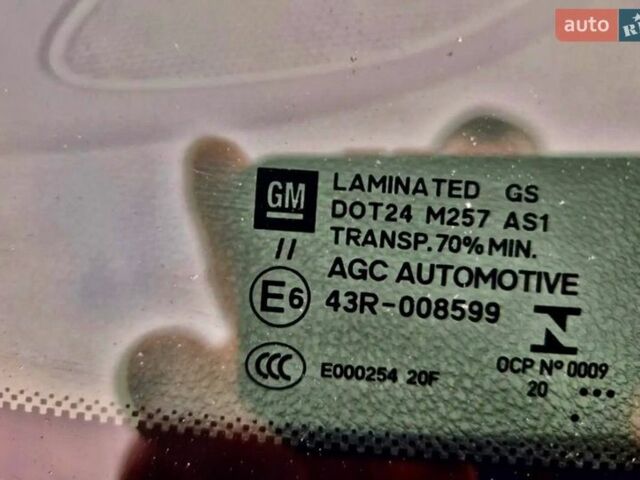 auto R
GM
LAMINATED GS
DOT24 M257 AS1
TRANSP.70%MIN.
//
AGC AUTOMOTIVE
E6 43R-008599
CCC E000254 20F
OCP Nº 0009
20 •••
•